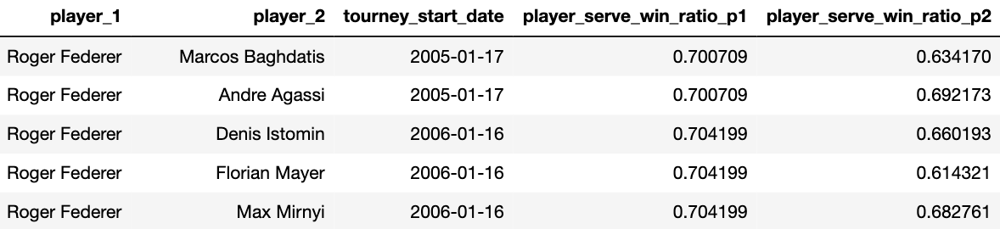 player_1 player_2 tourney_start_date player_serve_win_ratio_p1 player_serve_win_ratio_p2
Roger Federer Marcos Baghdatis 2005-01-17 0.700709 0.634170
Roger Federer Andre Agassi 2005-01-17 0.700709 0.692173
Roger Federer Denis Istomin 2006-01-16 0.704199 0.660193
Roger Federer Florian Mayer 2006-01-16 0.704199 0.614321
Roger Federer Max Mirnyi 2006-01-16 0.704199 0.682761